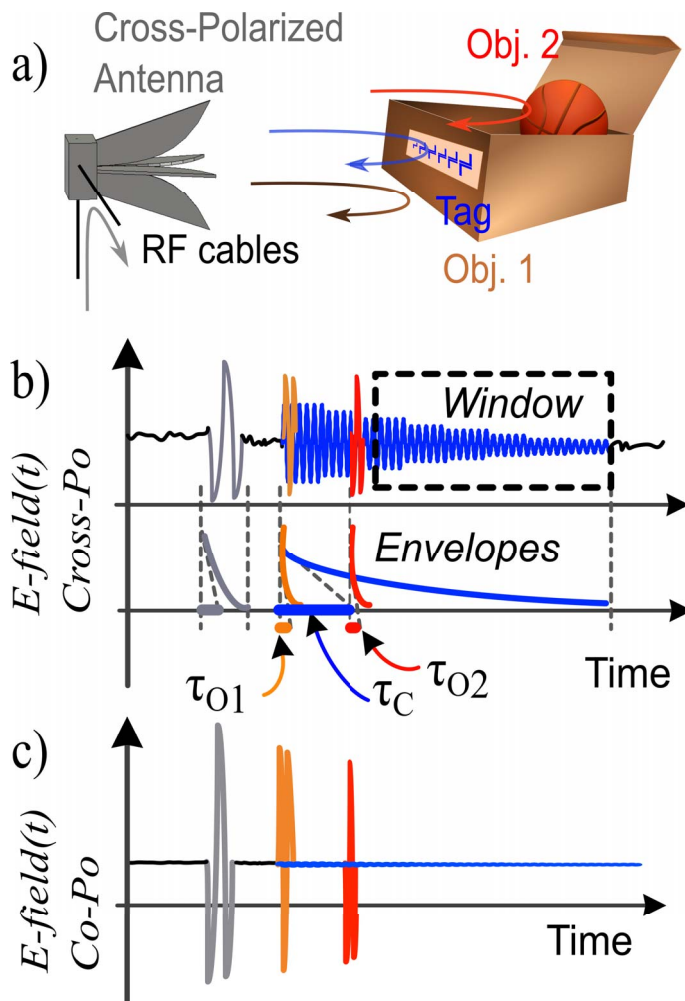 a)
Cross-Polarized
Antenna
Obj. 2
RF cables
Tag
Obj. 1
b)
E-field(t)
Cross-Po
Window
Envelopes
τO1
τC
τO2
Time
c)
E-field(t)
Co-Po
Time